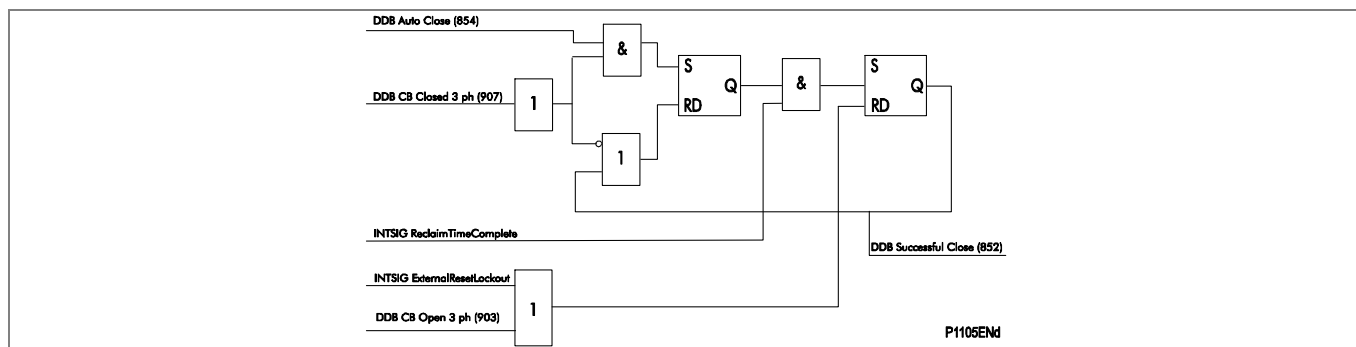 DDB Auto Close (854)
&
S
Q
RD
&
S
Q
RD
DDB CB Closed 3 ph (907)
1
1
INTSIG ReclaimTimeComplete
DDB Successful Close (852)
INTSIG ExternalResetLockout
1
DDB CB Open 3 ph (903)
P1105ENd